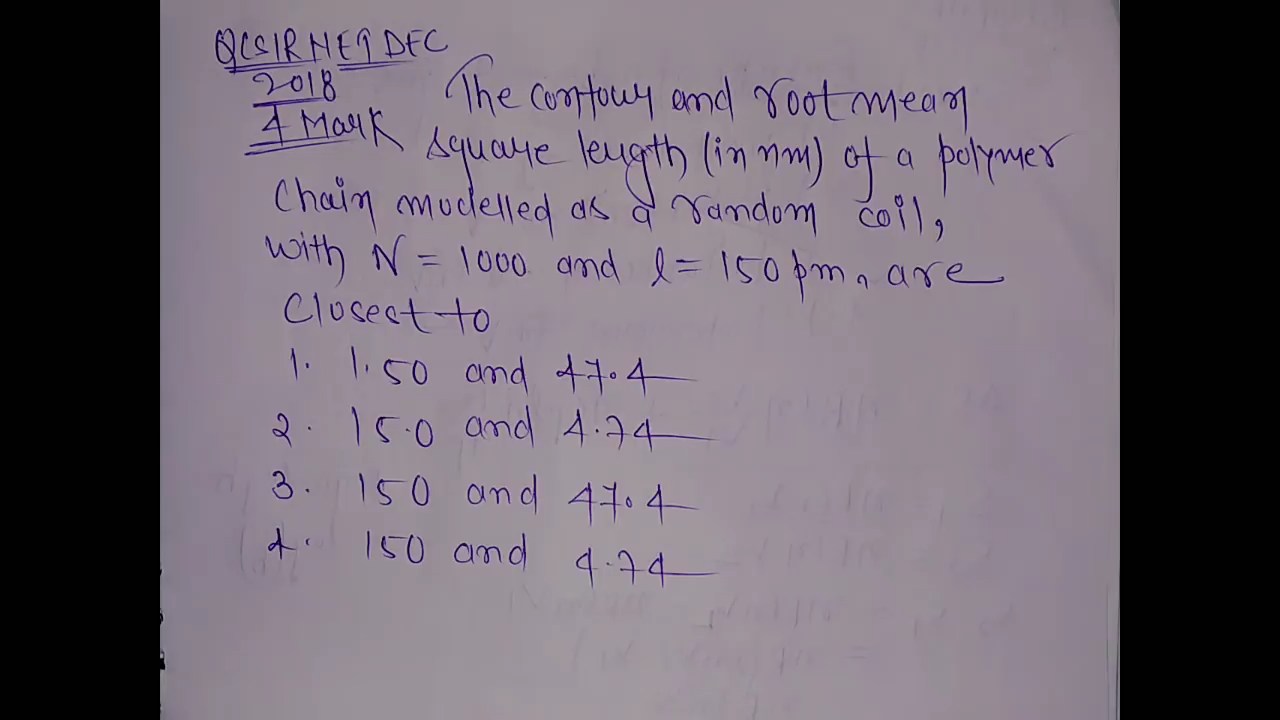 QCSIR NET DEC
2018
4 Mark
The contour and root mean
square length (in nm) of a polymer
Chain modelled as a random coil,
with N = 1000 and l = 150 pm, are
Closest to
1. 1.50 and 47.4
2. 15.0 and 4.74
3. 150 and 47.4
4. 150 and 4.74